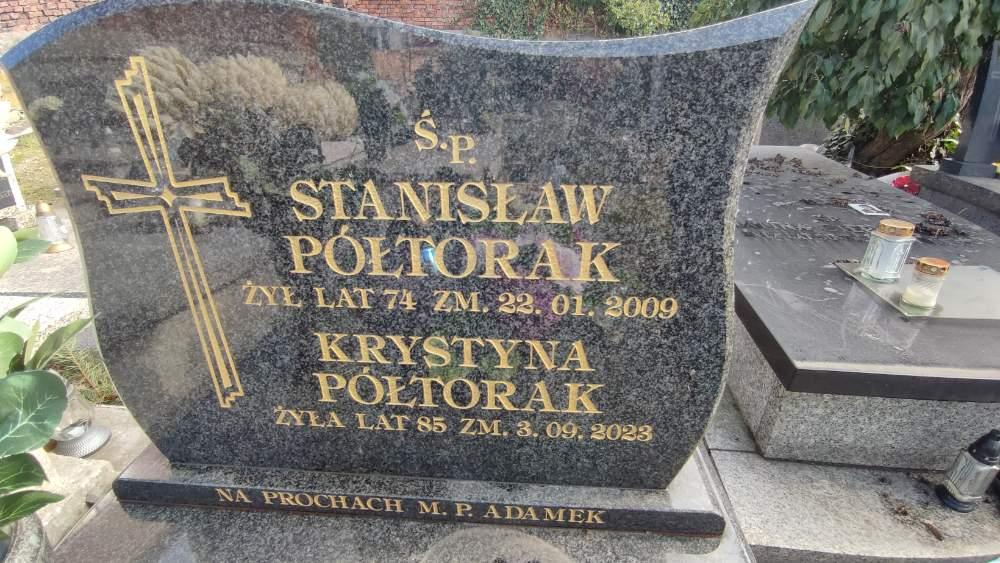 Ś.P.
STANISŁAW
PÓŁTORAK
ŻYŁ LAT 74 ZM. 22. 01. 2009
KRYSTYNA
PÓŁTORAK
ŻYŁA LAT 85 ZM. 3. 09. 2023
NA PROCHACH M. P. ADAMEK